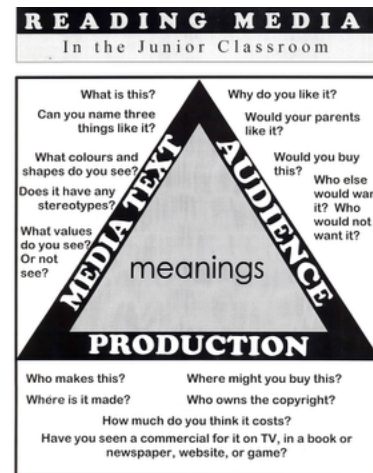 READING MEDIA
In the Junior Classroom
What is this?
Can you name three
things like it?
What colours and
shapes do you see?
Does it have any
stereotypes?
What values
do you see?
Or not
see?
Why do you like it?
Would your parents
like it?
Would you buy
this?
Who else
would want
it? Who
would not
want it?
MEDIA TEXT
AUDIENCE
meanings
PRODUCTION
Who makes this?
Where might you buy this?
Where is it made?
Who owns the copyright?
How much do you think it costs?
Have you seen a commercial for it on TV, in a book or
newspaper, website, or game?